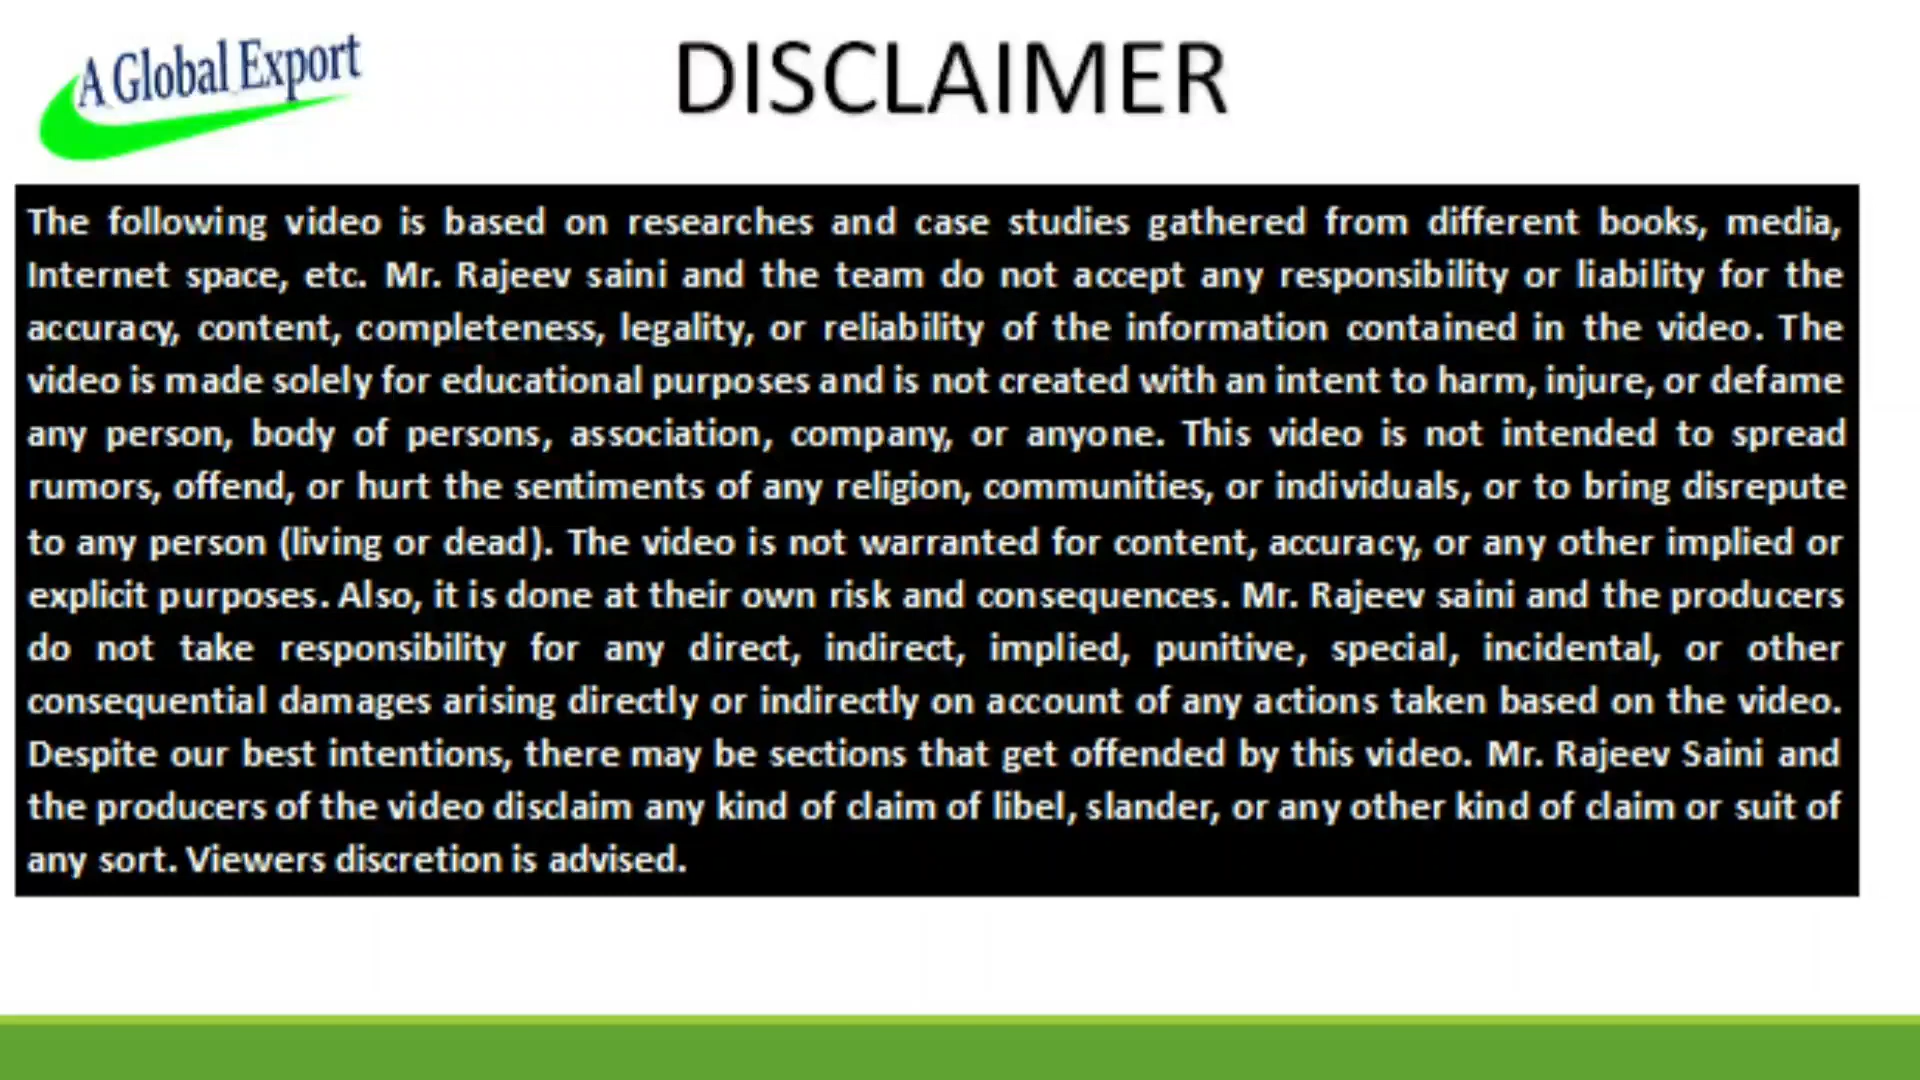 A Global Export
DISCLAIMER
The following video is based on researches and case studies gathered from different books, media,
Internet space, etc. Mr. Rajeev saini and the team do not accept any responsibility or liability for the
accuracy, content, completeness, legality, or reliability of the information contained in the video. The
video is made solely for educational purposes and is not created with an intent to harm, injure, or defame
any person, body of persons, association, company, or anyone. This video is not intended to spread
rumors, offend, or hurt the sentiments of any religion, communities, or individuals, or to bring disrepute
to any person (living or dead). The video is not warranted for content, accuracy, or any other implied or
explicit purposes. Also, it is done at their own risk and consequences. Mr. Rajeev saini and the producers
do not take responsibility for any direct, indirect, implied, punitive, special, incidental, or other
consequential damages arising directly or indirectly on account of any actions taken based on the video.
Despite our best intentions, there may be sections that get offended by this video. Mr. Rajeev Saini and
the producers of the video disclaim any kind of claim of libel, slander, or any other kind of claim or suit of
any sort. Viewers discretion is advised.